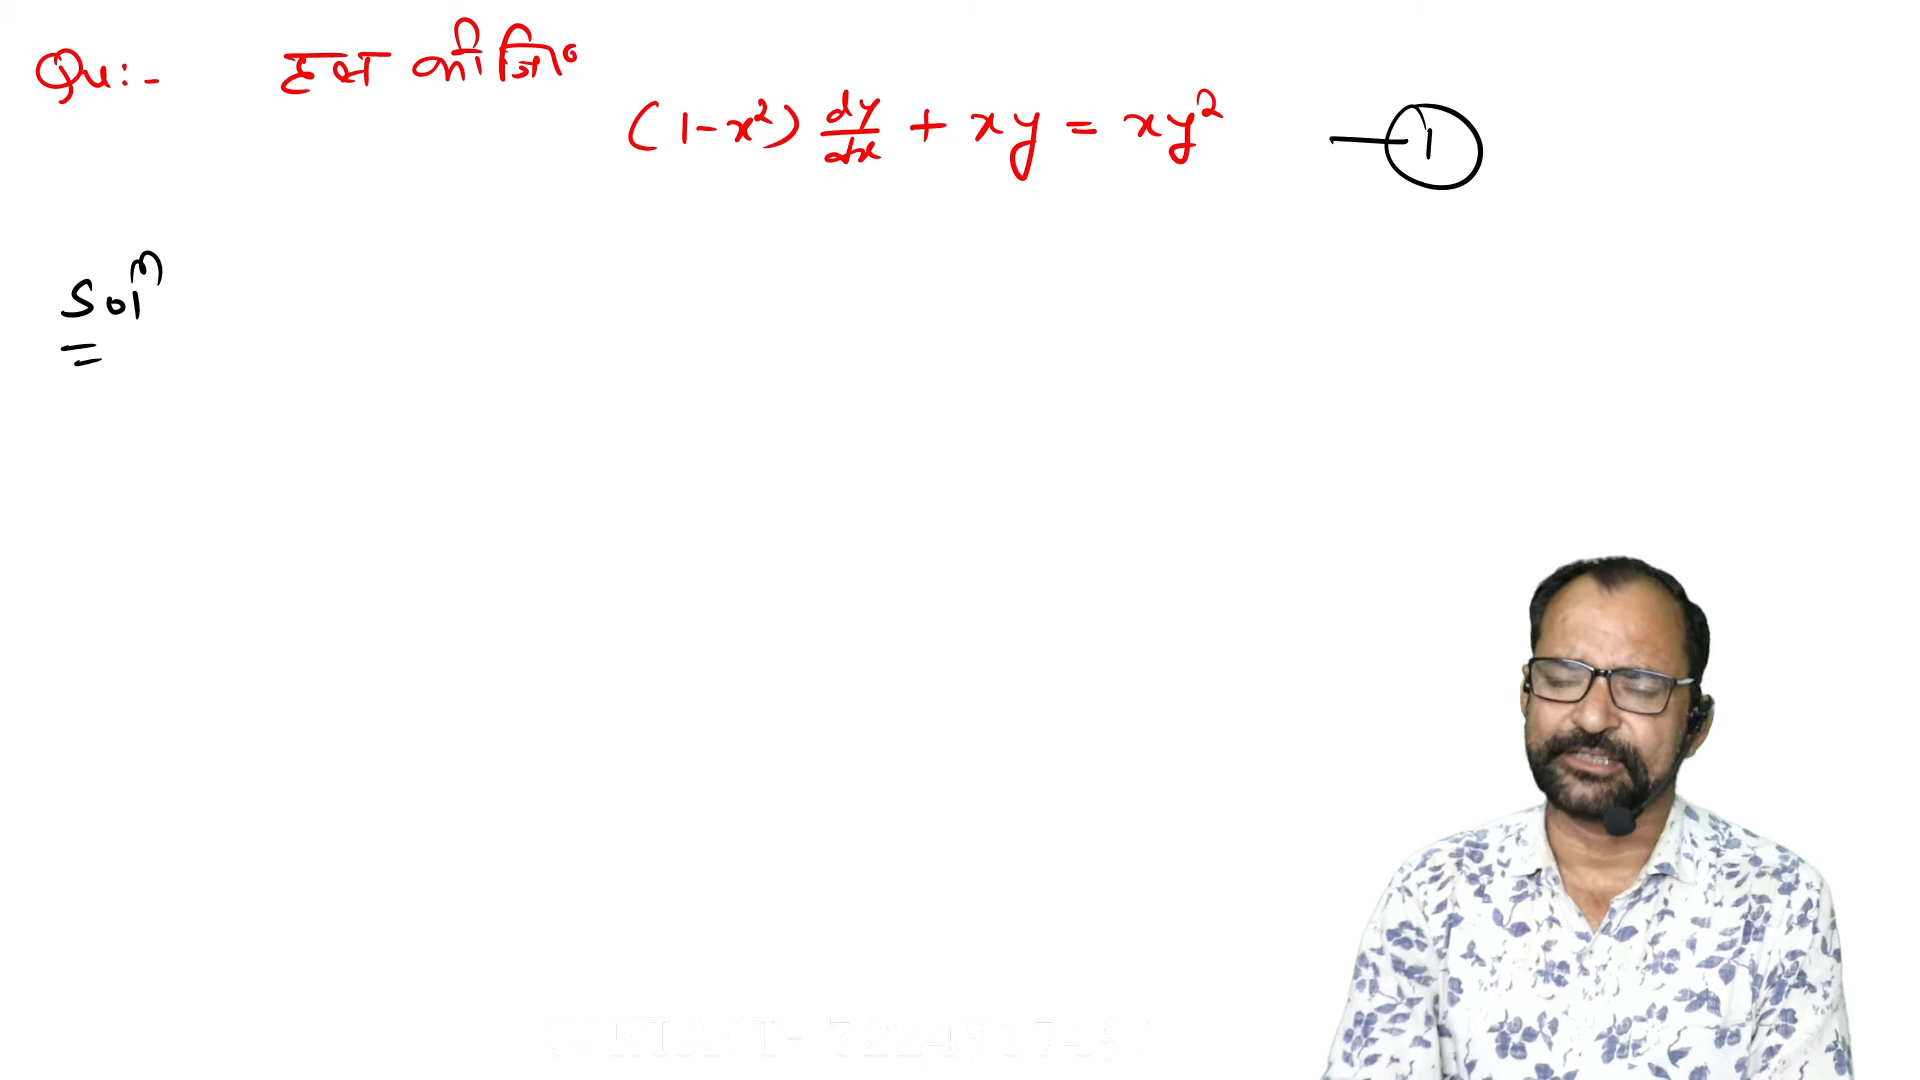 Qu:- हल कीजिए
(1-x²) dy/dx + xy = xy² —①
Solⁿ